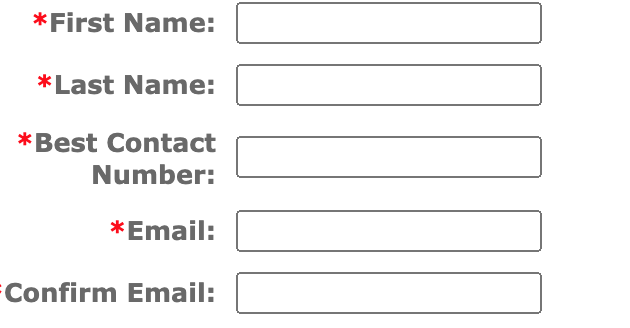 *First Name:
*Last Name:
*Best Contact
Number:
*Email:
*Confirm Email: